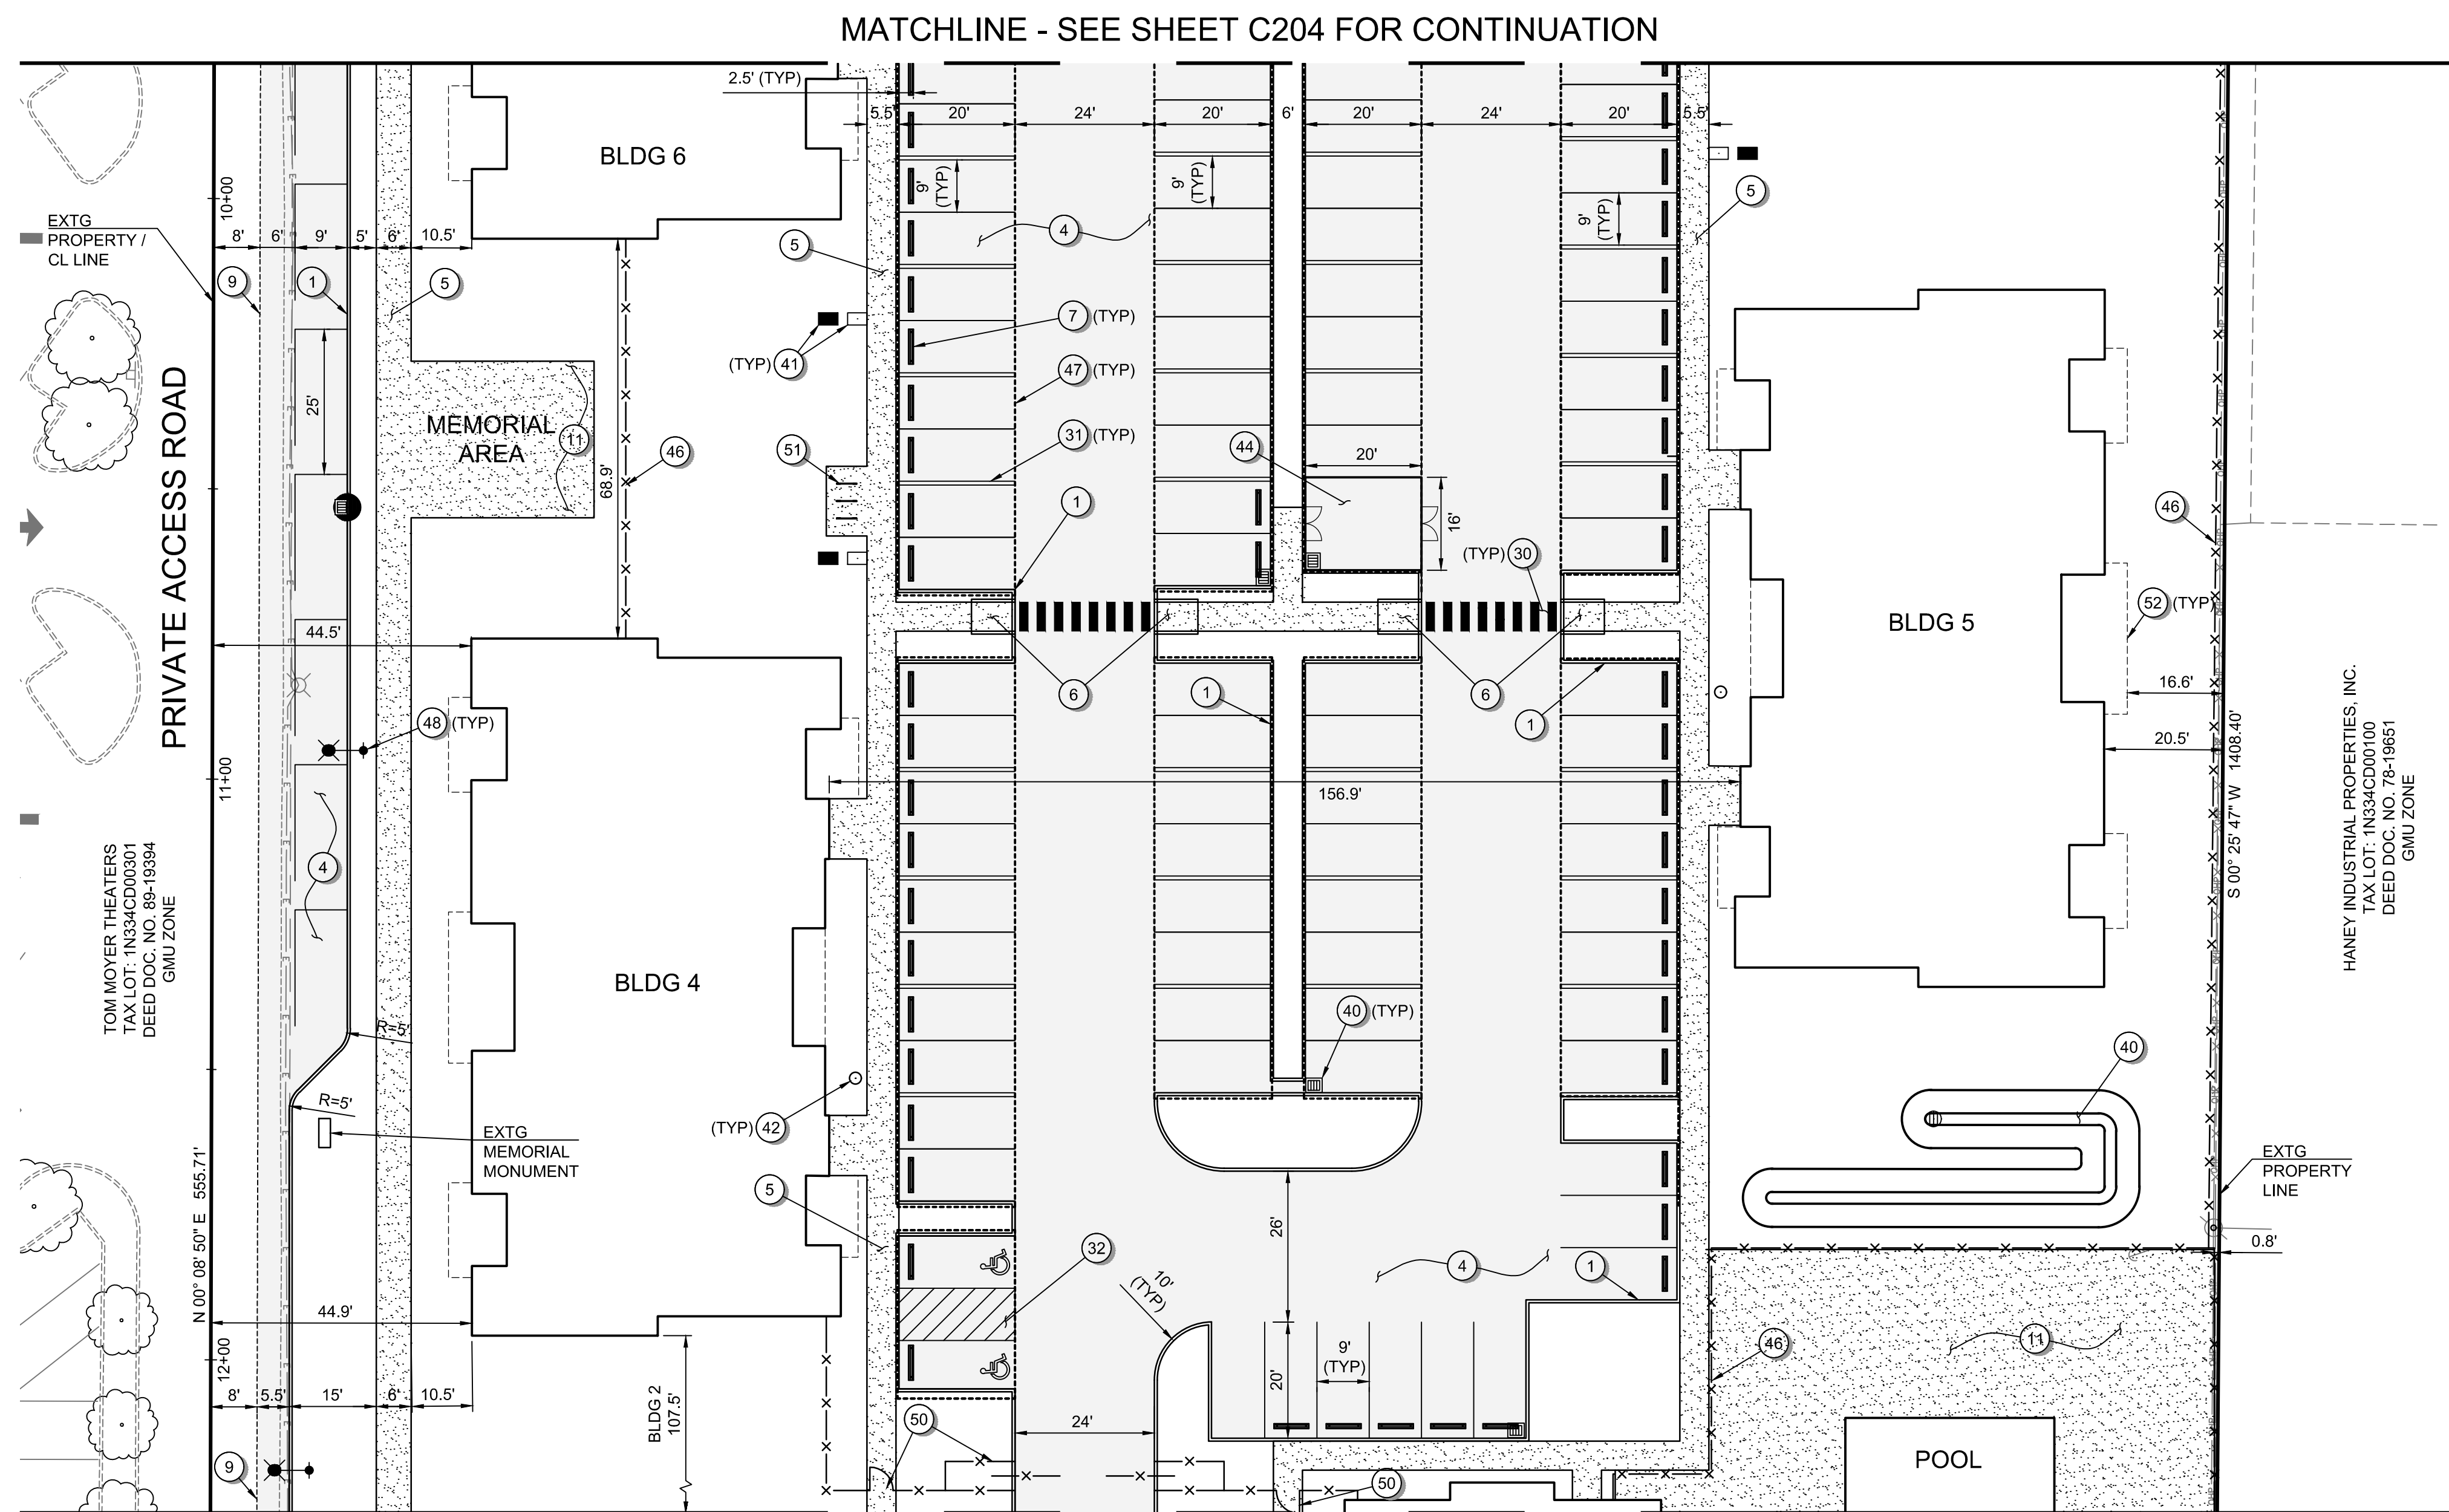 MATCHLINE - SEE SHEET C204 FOR CONTINUATION
2.5' (TYP)
5.5'
20'
24'
20'
6'
20'
24'
20'
5.5'
BLDG 6
9'
(TYP)
9'
(TYP)
9'
(TYP)
5
10+00
EXTG
PROPERTY /
CL LINE
8'
6'
9'
5'
6'
10.5'
4
5
9
1
5
7 (TYP)
(TYP) 41
47 (TYP)
25'
MEMORIAL
AREA
11
31 (TYP)
46
51
44
20'
68.9'
1
16'
46
(TYP) 30
PRIVATE ACCESS ROAD
44.5'
BLDG 5
52 (TYP)
6
1
6
1
16.6'
48 (TYP)
20.5'
S 00° 25' 47" W 1408.40'
11+00
156.9'
HANEY INDUSTRIAL PROPERTIES, INC.
TAX LOT: 1N334CD00100
DEED DOC. NO. 78-19651
GMU ZONE
TOM MOYER THEATERS
TAX LOT: 1N334CD00301
DEED DOC. NO. 89-19394
GMU ZONE
4
BLDG 4
R=5'
40 (TYP)
40
R=5'
(TYP) 42
EXTG
MEMORIAL
MONUMENT
N 00° 08' 50" E 555.71'
5
EXTG
PROPERTY
LINE
26'
32
4
1
0.8'
10'
(TYP)
44.9'
46
11
12+00
9'
(TYP)
20'
8'
5.5'
15'
6'
10.5'
BLDG 2
107.5'
50
24'
9
POOL
50